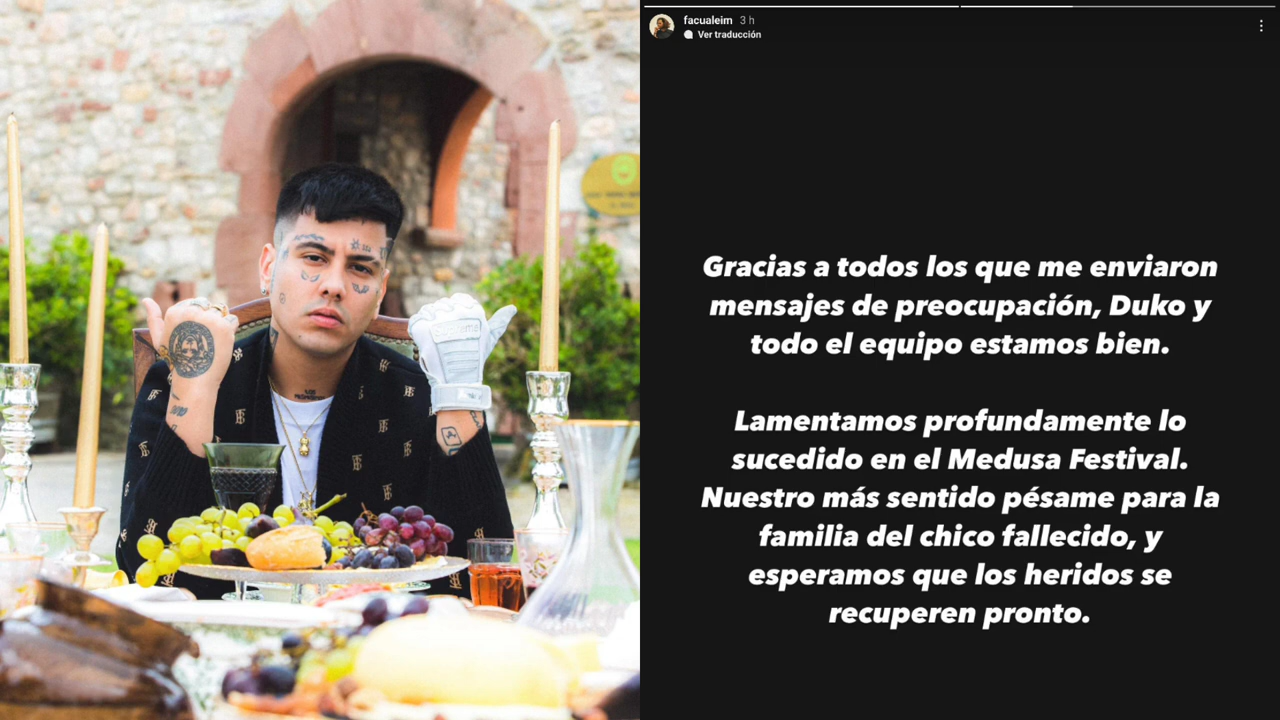 facualeim 3 h
Ver traducción
Gracias a todos los que me enviaron
mensajes de preocupación, Duko y
todo el equipo estamos bien.
Lamentamos profundamente lo
sucedido en el Medusa Festival.
Nuestro más sentido pésame para la
familia del chico fallecido, y
esperamos que los heridos se
recuperen pronto.